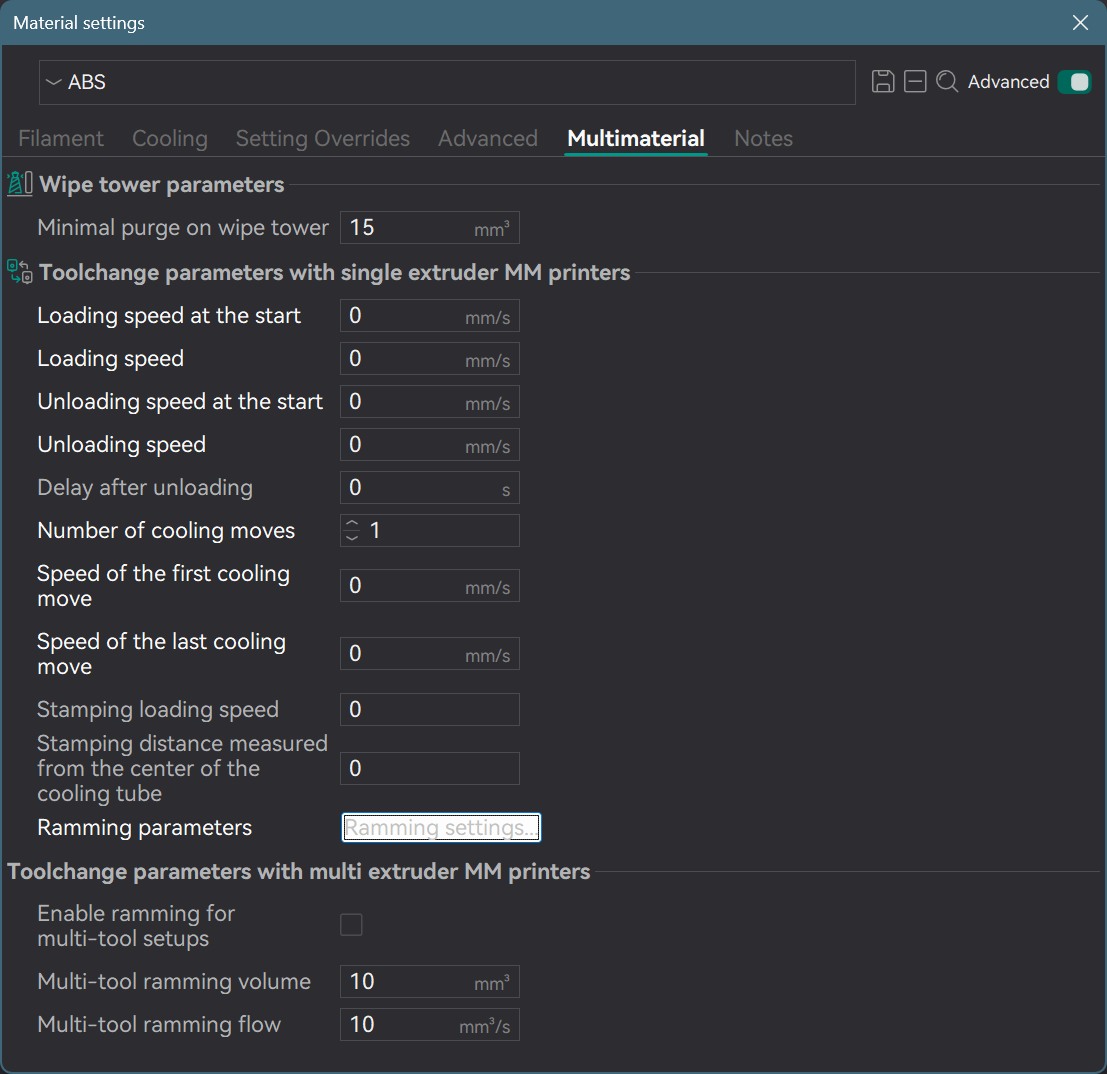 Material settings
ABS
Advanced
Filament Cooling Setting Overrides Advanced Multimaterial Notes
Wipe tower parameters
Minimal purge on wipe tower 15 mm³
Toolchange parameters with single extruder MM printers
Loading speed at the start 0 mm/s
Loading speed 0 mm/s
Unloading speed at the start 0 mm/s
Unloading speed 0 mm/s
Delay after unloading 0 s
Number of cooling moves 1
Speed of the first cooling
move
0 mm/s
Speed of the last cooling
move
0 mm/s
Stamping loading speed 0
Stamping distance measured
from the center of the
cooling tube
0
Ramming parameters Ramming settings...
Toolchange parameters with multi extruder MM printers
Enable ramming for
multi-tool setups
Multi-tool ramming volume 10 mm³
Multi-tool ramming flow 10 mm³/s